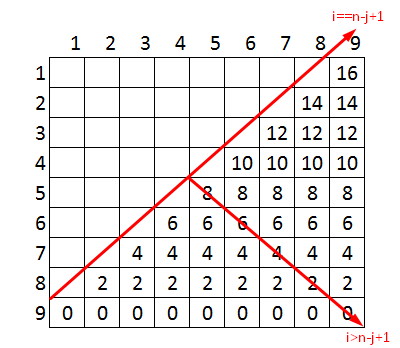 i==n-j+1
1 2 3 4 5 6 7 8 9
1 16
2 14 14
3 12 12 12
4 10 10 10 10
5 8 8 8 8 8
6 6 6 6 6 6 6
7 4 4 4 4 4 4 4
8 2 2 2 2 2 2 2 2
9 0 0 0 0 0 0 0 0 0
i>n-j+1